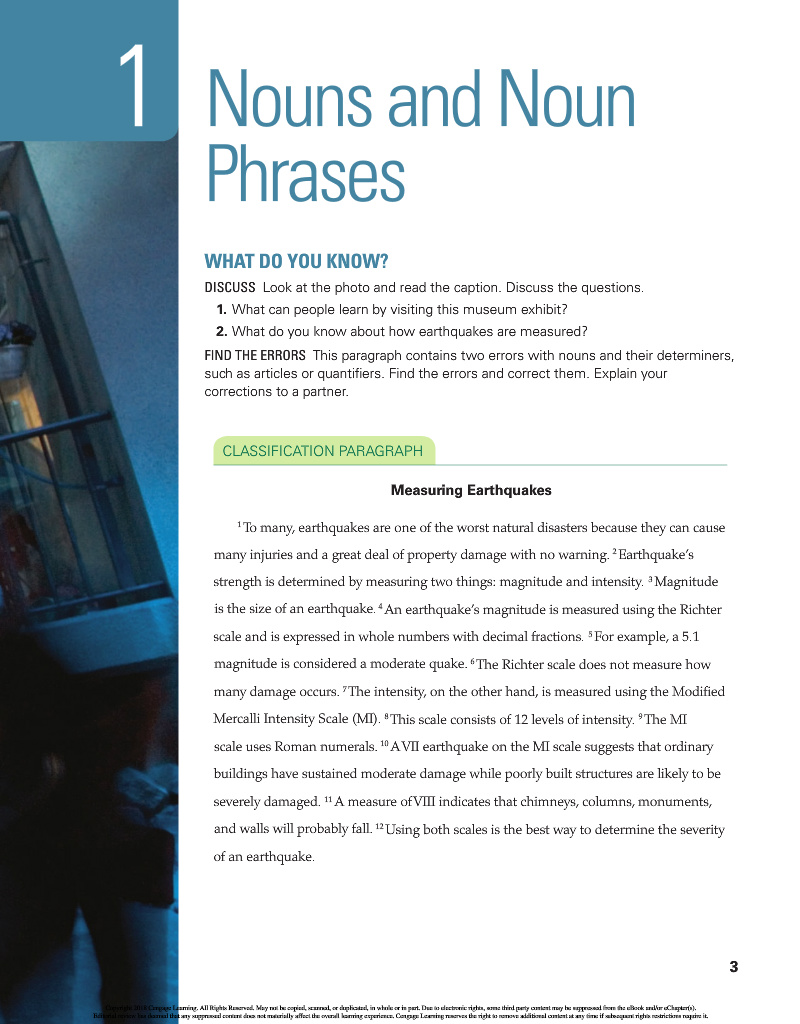 1
Nouns and Noun
Phrases
WHAT DO YOU KNOW?
DISCUSS Look at the photo and read the caption. Discuss the questions.
1. What can people learn by visiting this museum exhibit?
2. What do you know about how earthquakes are measured?
FIND THE ERRORS This paragraph contains two errors with nouns and their determiners,
such as articles or quantifiers. Find the errors and correct them. Explain your
corrections to a partner.
CLASSIFICATION PARAGRAPH
Measuring Earthquakes
1 To many, earthquakes are one of the worst natural disasters because they can cause
many injuries and a great deal of property damage with no warning. 2 Earthquake's
strength is determined by measuring two things: magnitude and intensity. 3 Magnitude
is the size of an earthquake. 4 An earthquake's magnitude is measured using the Richter
scale and is expressed in whole numbers with decimal fractions. 5 For example, a 5.1
magnitude is considered a moderate quake. 6 The Richter scale does not measure how
many damage occurs. 7 The intensity, on the other hand, is measured using the Modified
Mercalli Intensity Scale (MI). 8 This scale consists of 12 levels of intensity. 9 The MI
scale uses Roman numerals. 10 A VII earthquake on the MI scale suggests that ordinary
buildings have sustained moderate damage while poorly built structures are likely to be
severely damaged. 11 A measure of VIII indicates that chimneys, columns, monuments,
and walls will probably fall. 12 Using both scales is the best way to determine the severity
of an earthquake.
3
Learning. All Rights Reserved. May not be copied, scanned, or duplicated, in whole or in part. Due to electronic rights, some third party content may be suppressed from the eBook and/or eChapter(s).
that any suppressed content does not materially affect the overall learning experience. Cengage Learning reserves the right to remove additional content at any time if subsequent rights restrictions require it.